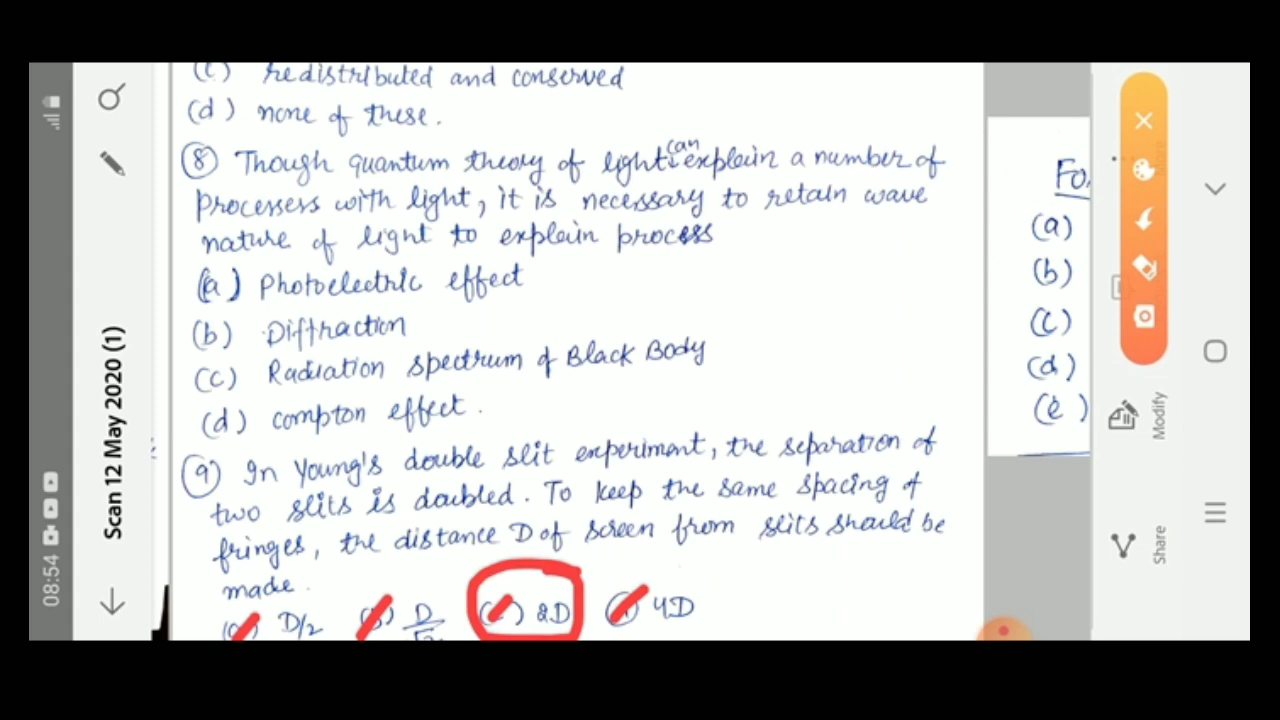 (c) redistributed and conserved
(d) none of these.
⑧ Though quantum theory of light can explain a number of
Processess with light, it is necessary to retain wave
nature of light to explain process
(a) Photoelectric effect
(b) Diffraction
(c) Radiation spectrum of Black Body
(d) compton effect.
⑨ In Young's double slit experiment, the separation of
two slits is doubled. To keep the same spacing of
fringes, the distance D of screen from slits should be
made.
(a) D/2 (b) D (c) 2D (d) 4D
Fo
(a)
(b)
(c)
(d)
(e)
08:54
Scan 12 May 2020 (1)
Modify
Share